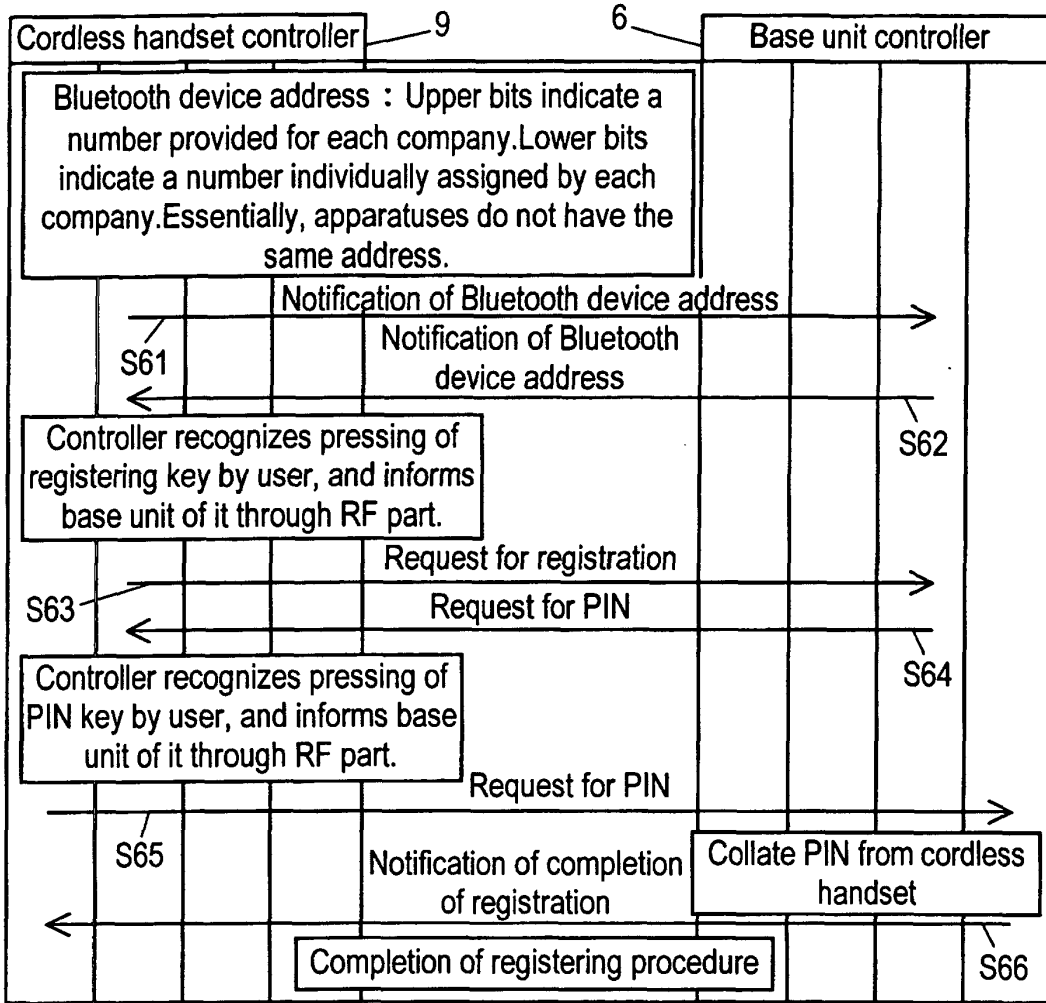 Cordless handset controller
9
6
Base unit controller
Bluetooth device address : Upper bits indicate a
number provided for each company.Lower bits
indicate a number individually assigned by each
company.Essentially, apparatuses do not have the
same address.
Notification of Bluetooth device address
S61
Notification of Bluetooth
device address
S62
Controller recognizes pressing of
registering key by user, and informs
base unit of it through RF part.
Request for registration
S63
Request for PIN
S64
Controller recognizes pressing of
PIN key by user, and informs base
unit of it through RF part.
Request for PIN
S65
Collate PIN from cordless
handset
Notification of completion
of registration
S66
Completion of registering procedure